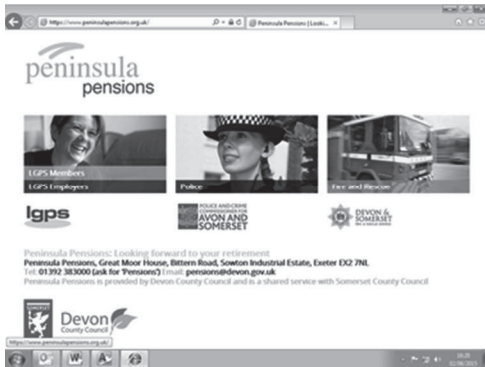 https://www.peninsulapensions.org.uk/
Peninsula Pensions | Looki...
peninsula
pensions
LGPS Members
LGPS Employers
Police
Fire and Rescue
lgps
POLICE AND CRIME
COMMISSIONER FOR
AVON AND
SOMERSET
DEVON &
SOMERSET
FIRE & RESCUE SERVICE
Peninsula Pensions: Looking forward to your retirement
Peninsula Pensions, Great Moor House, Bittern Road, Sowton Industrial Estate, Exeter EX2 7NL
Tel: 01392 383000 (ask for 'Pensions') Email: pensions@devon.gov.uk
Peninsula Pensions is provided by Devon County Council and is a shared service with Somerset County Council
Devon
County Council
https://www.peninsulapensions.org.uk/